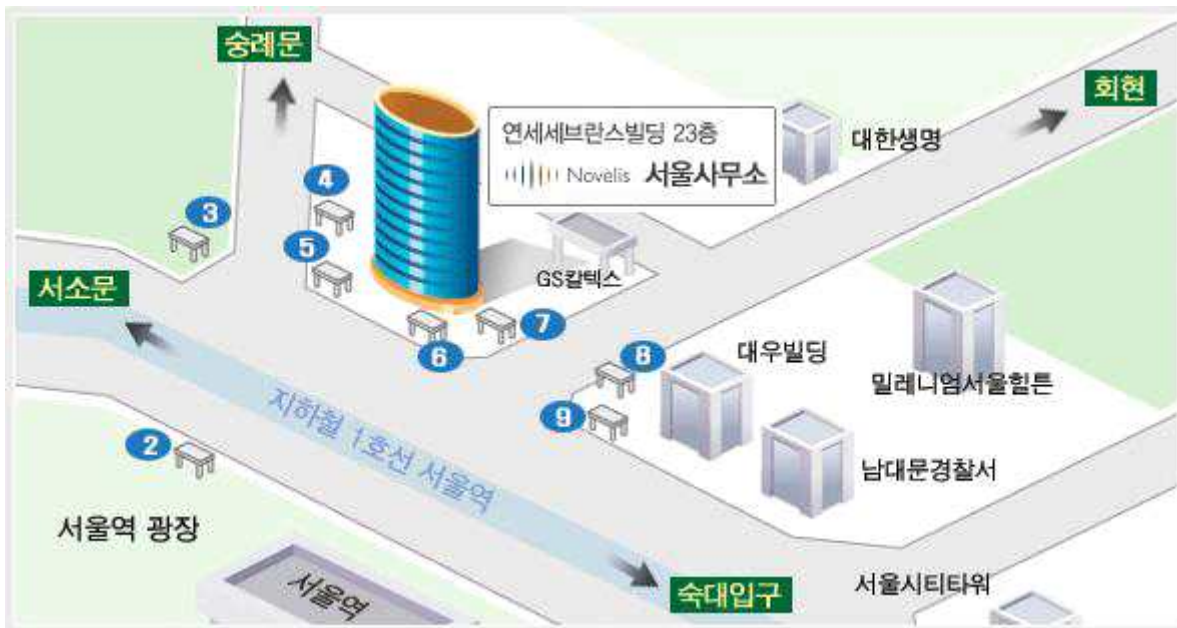 숭례문
회현
연세세브란스빌딩 23층
Novelis 서울사무소
대한생명
4
3
5
서소문
GS칼텍스
7
6
8
대우빌딩
밀레니엄서울힐튼
9
2
지하철 1호선 서울역
남대문경찰서
서울역 광장
서울역
숙대입구
서울시티타워